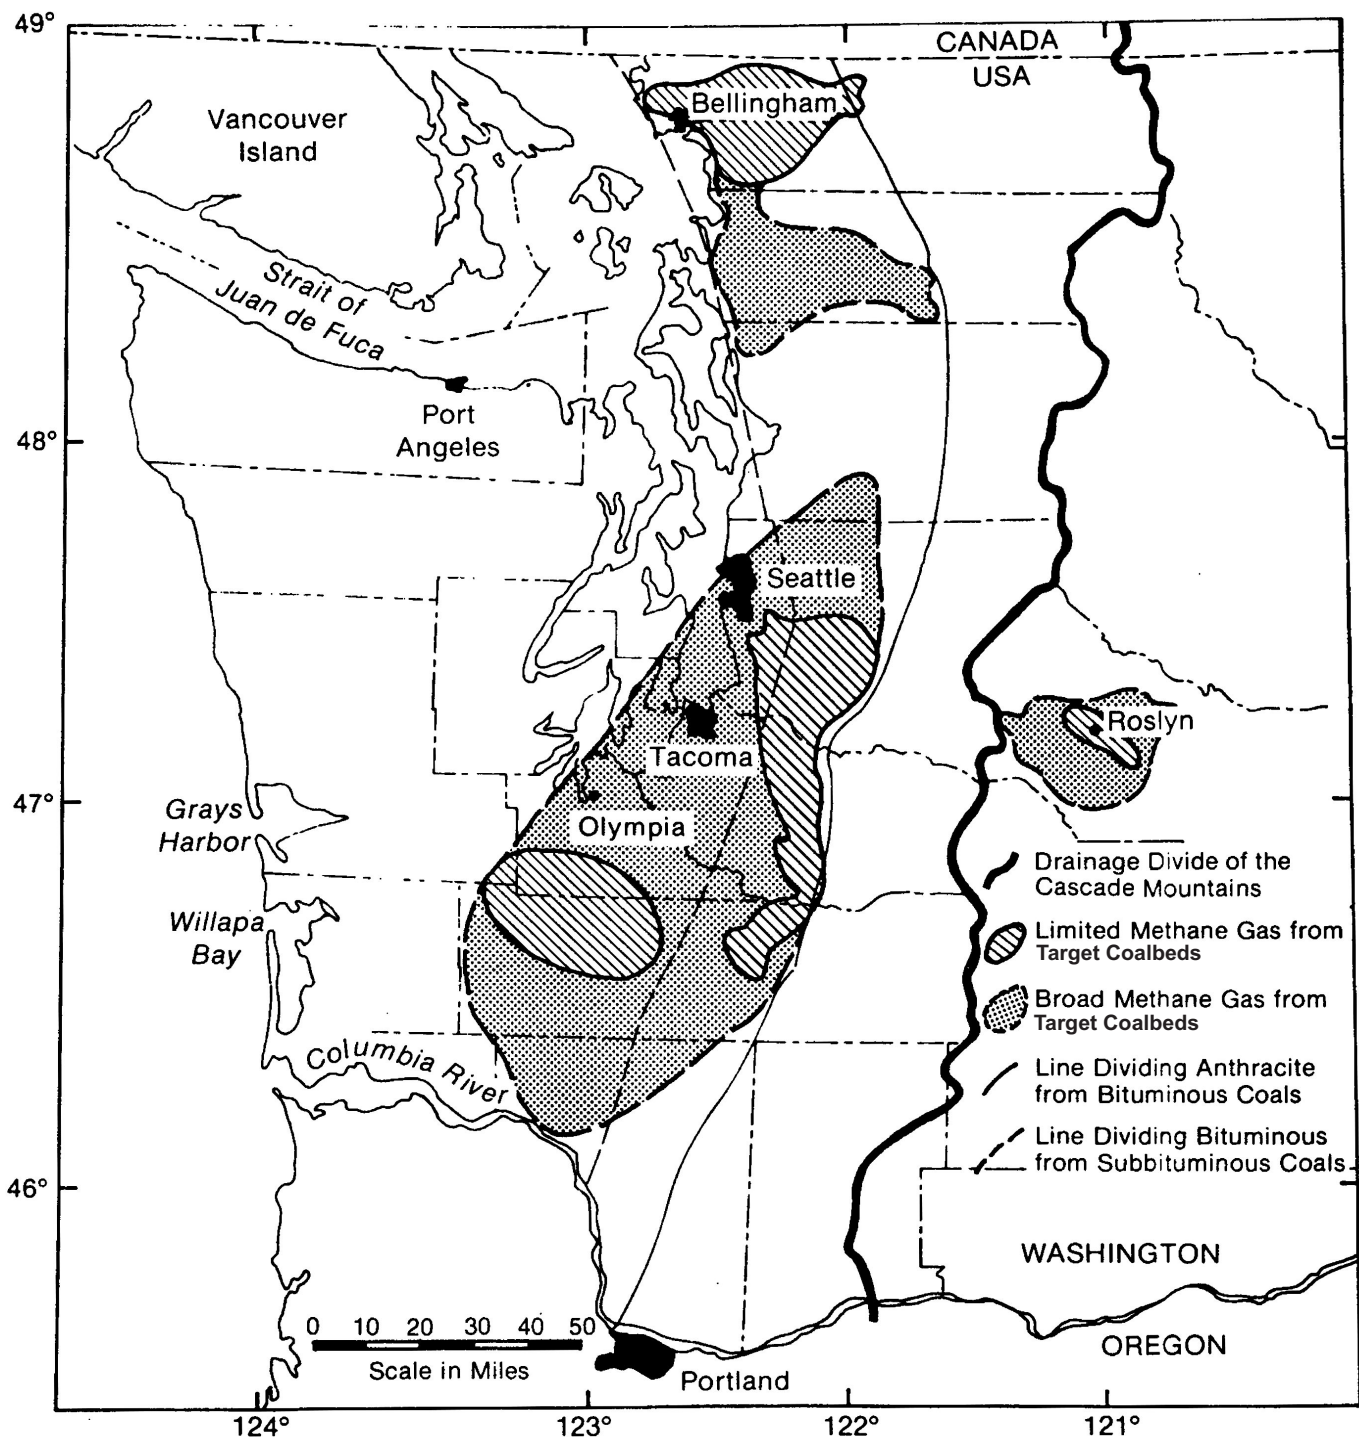 49°
CANADA
USA
Bellingham
Vancouver
Island
Strait of
Juan de Fuca
Port
Angeles
48°
Seattle
Roslyn
Tacoma
47°
Grays
Harbor
Olympia
Drainage Divide of the
Cascade Mountains
Willapa
Bay
Limited Methane Gas from
Target Coalbeds
Broad Methane Gas from
Target Coalbeds
Columbia River
Line Dividing Anthracite
from Bituminous Coals
Line Dividing Bituminous
from Subbituminous Coals
46°
WASHINGTON
OREGON
0 10 20 30 40 50
Scale in Miles
Portland
124° 123° 122° 121°